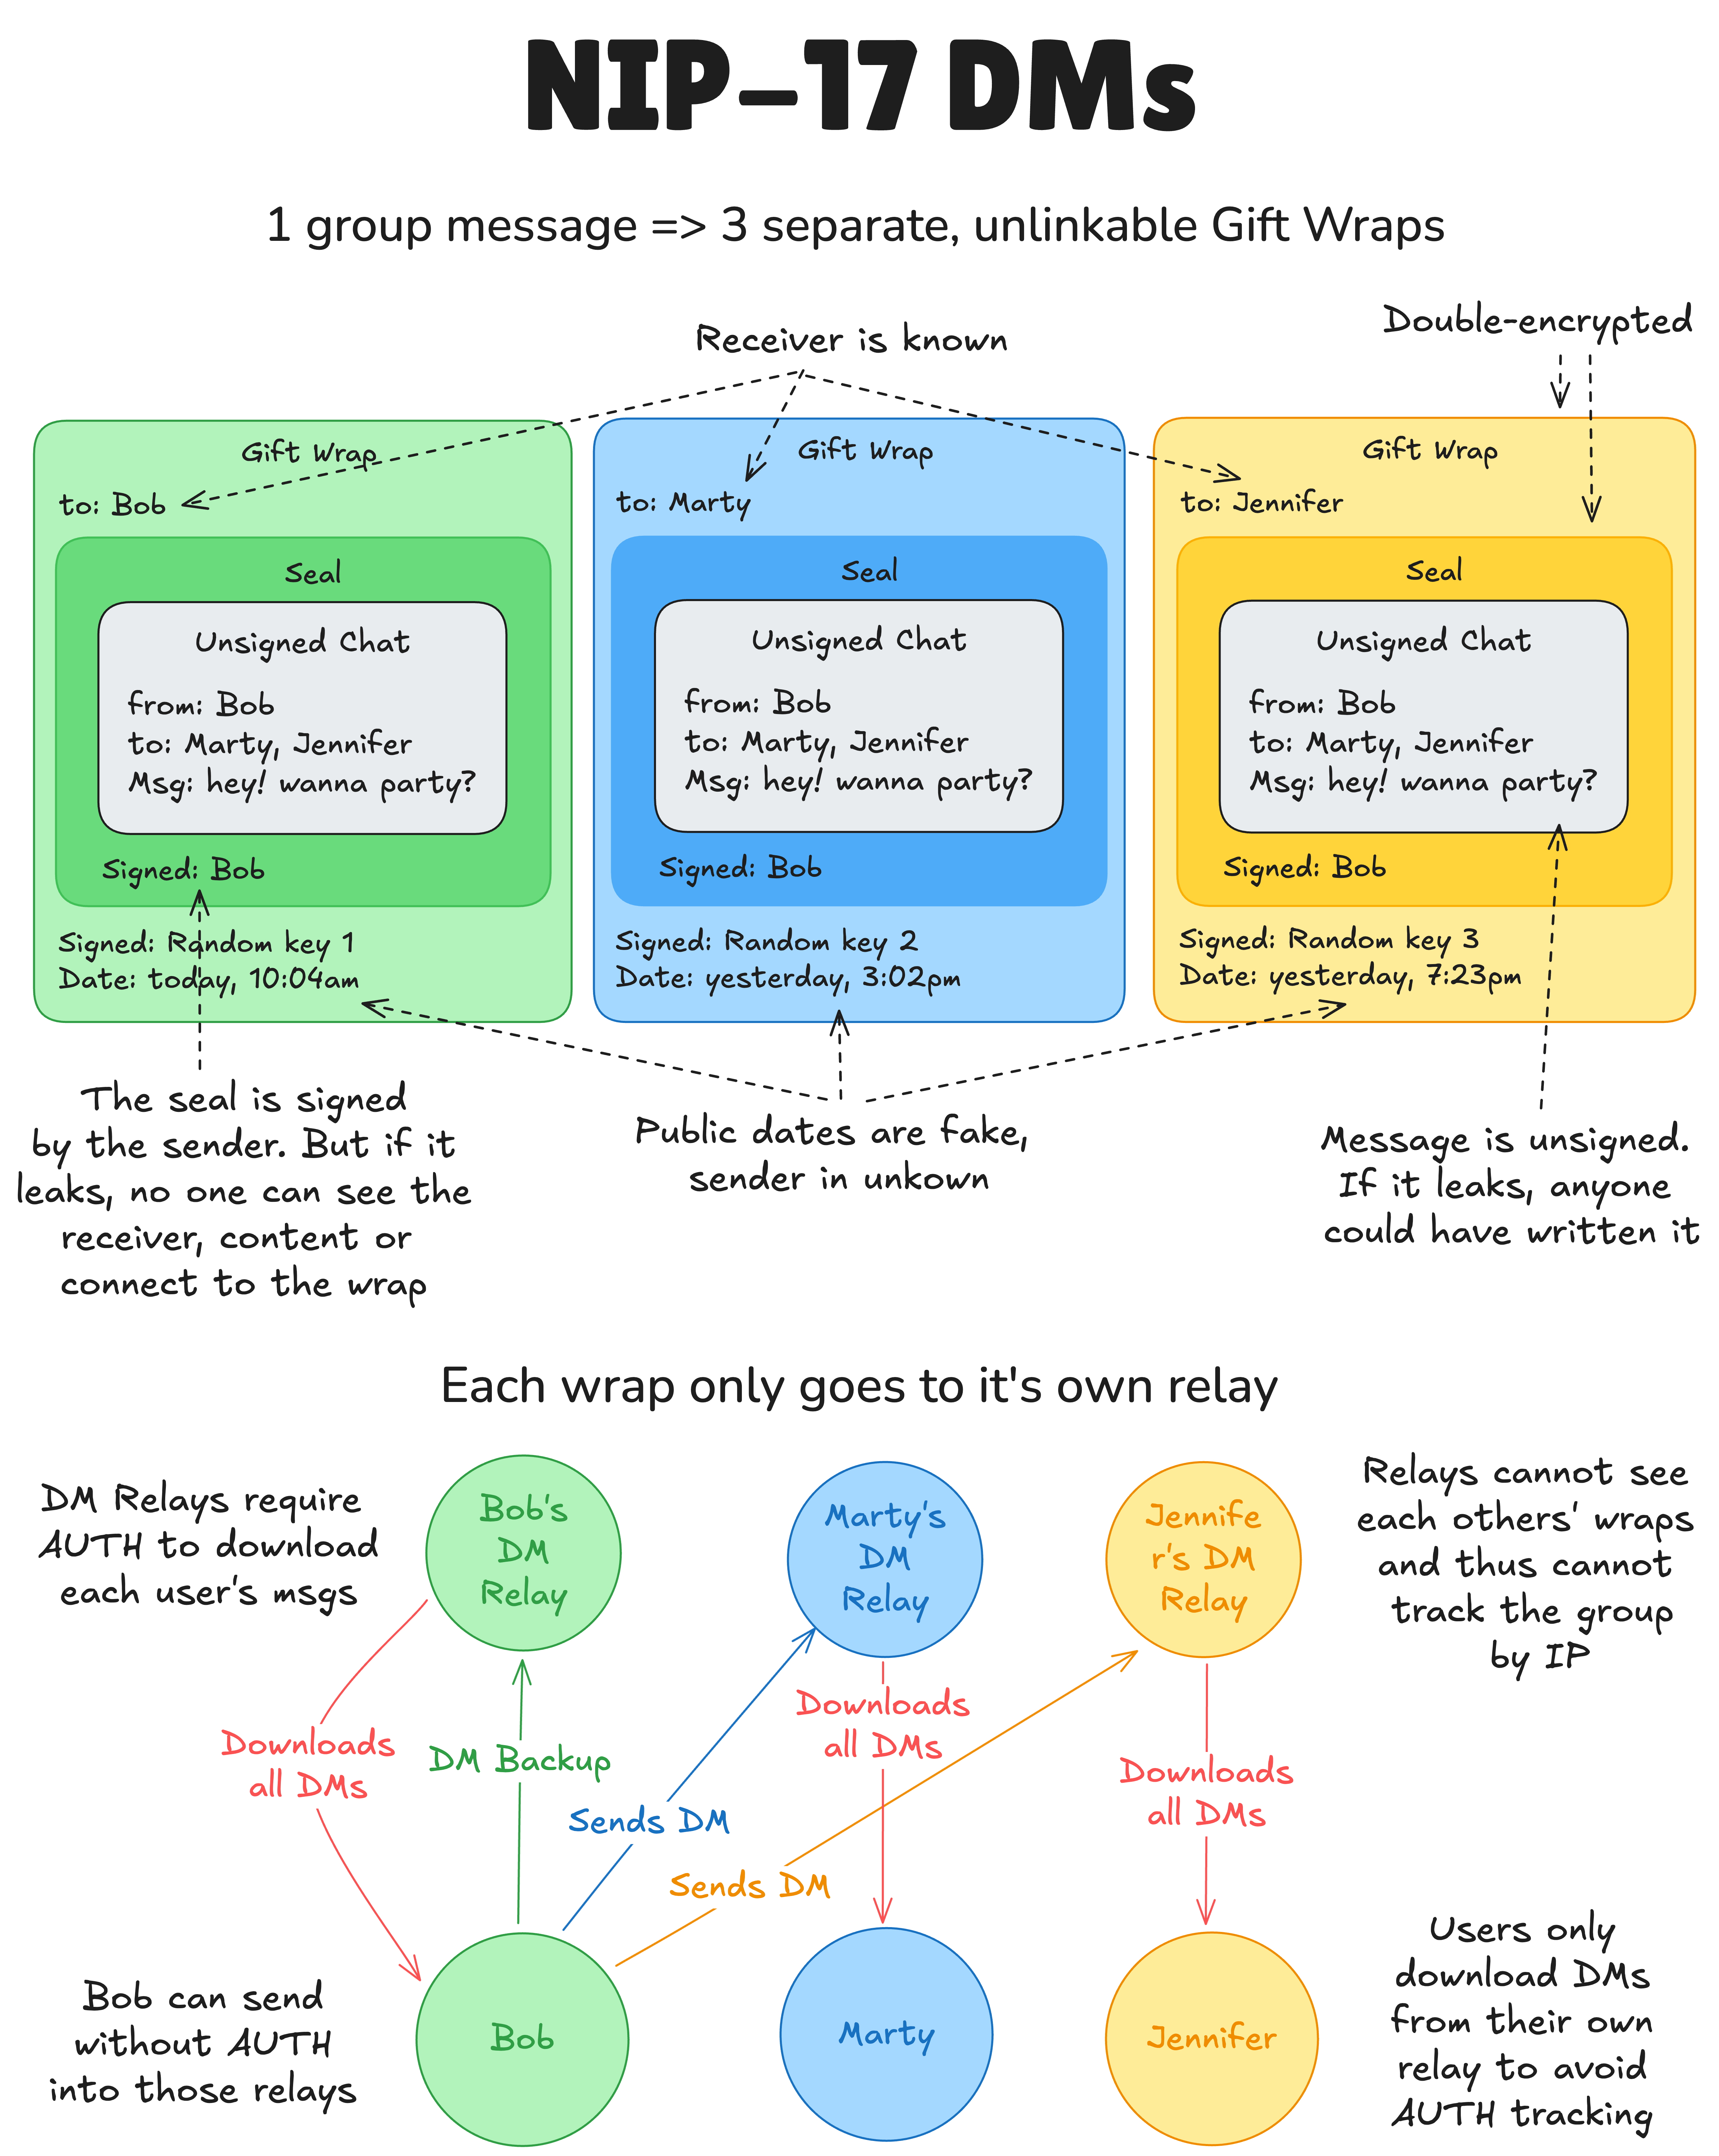 NIP-17 DMs
1 group message => 3 separate, unlinkable Gift Wraps
Receiver is known
Double-encrypted
Gift Wrap
to: Bob
Seal
Unsigned Chat
from: Bob
to: Marty, Jennifer
Msg: hey! wanna party?
Signed: Bob
Signed: Random key 1
Date: today, 10:04am
Gift Wrap
to: Marty
Seal
Unsigned Chat
from: Bob
to: Marty, Jennifer
Msg: hey! wanna party?
Signed: Bob
Signed: Random key 2
Date: yesterday, 3:02pm
Gift Wrap
to: Jennifer
Seal
Unsigned Chat
from: Bob
to: Marty, Jennifer
Msg: hey! wanna party?
Signed: Bob
Signed: Random key 3
Date: yesterday, 7:23pm
The seal is signed
by the sender. But if it
leaks, no one can see the
receiver, content or
connect to the wrap
Public dates are fake,
sender in unkown
Message is unsigned.
If it leaks, anyone
could have written it
Each wrap only goes to it's own relay
DM Relays require
AUTH to download
each user's msgs
Bob's
DM
Relay
Marty's
DM
Relay
Jennife
r's DM
Relay
Relays cannot see
each others' wraps
and thus cannot
track the group
by IP
Downloads
all DMs
DM Backup
Sends DM
Sends DM
Downloads
all DMs
Downloads
all DMs
Bob can send
without AUTH
into those relays
Bob
Marty
Jennifer
Users only
download DMs
from their own
relay to avoid
AUTH tracking